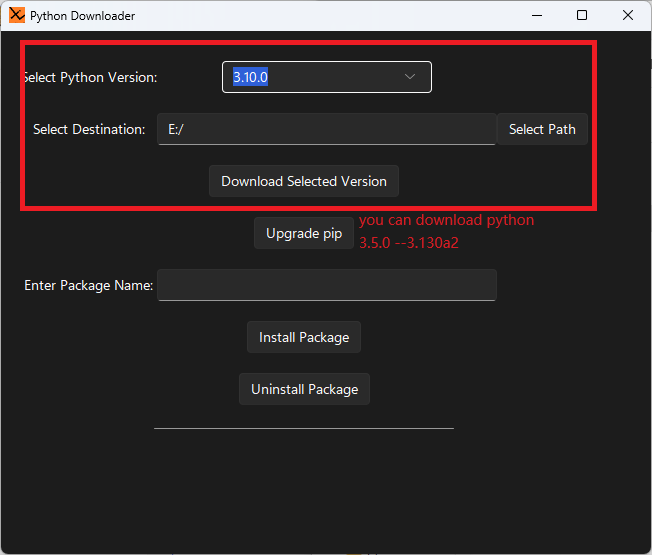 Python Downloader
Select Python Version: 3.10.0
Select Destination: E:/ Select Path
Download Selected Version
Upgrade pip
you can download python
3.5.0 --3.130a2
Enter Package Name:
Install Package
Uninstall Package